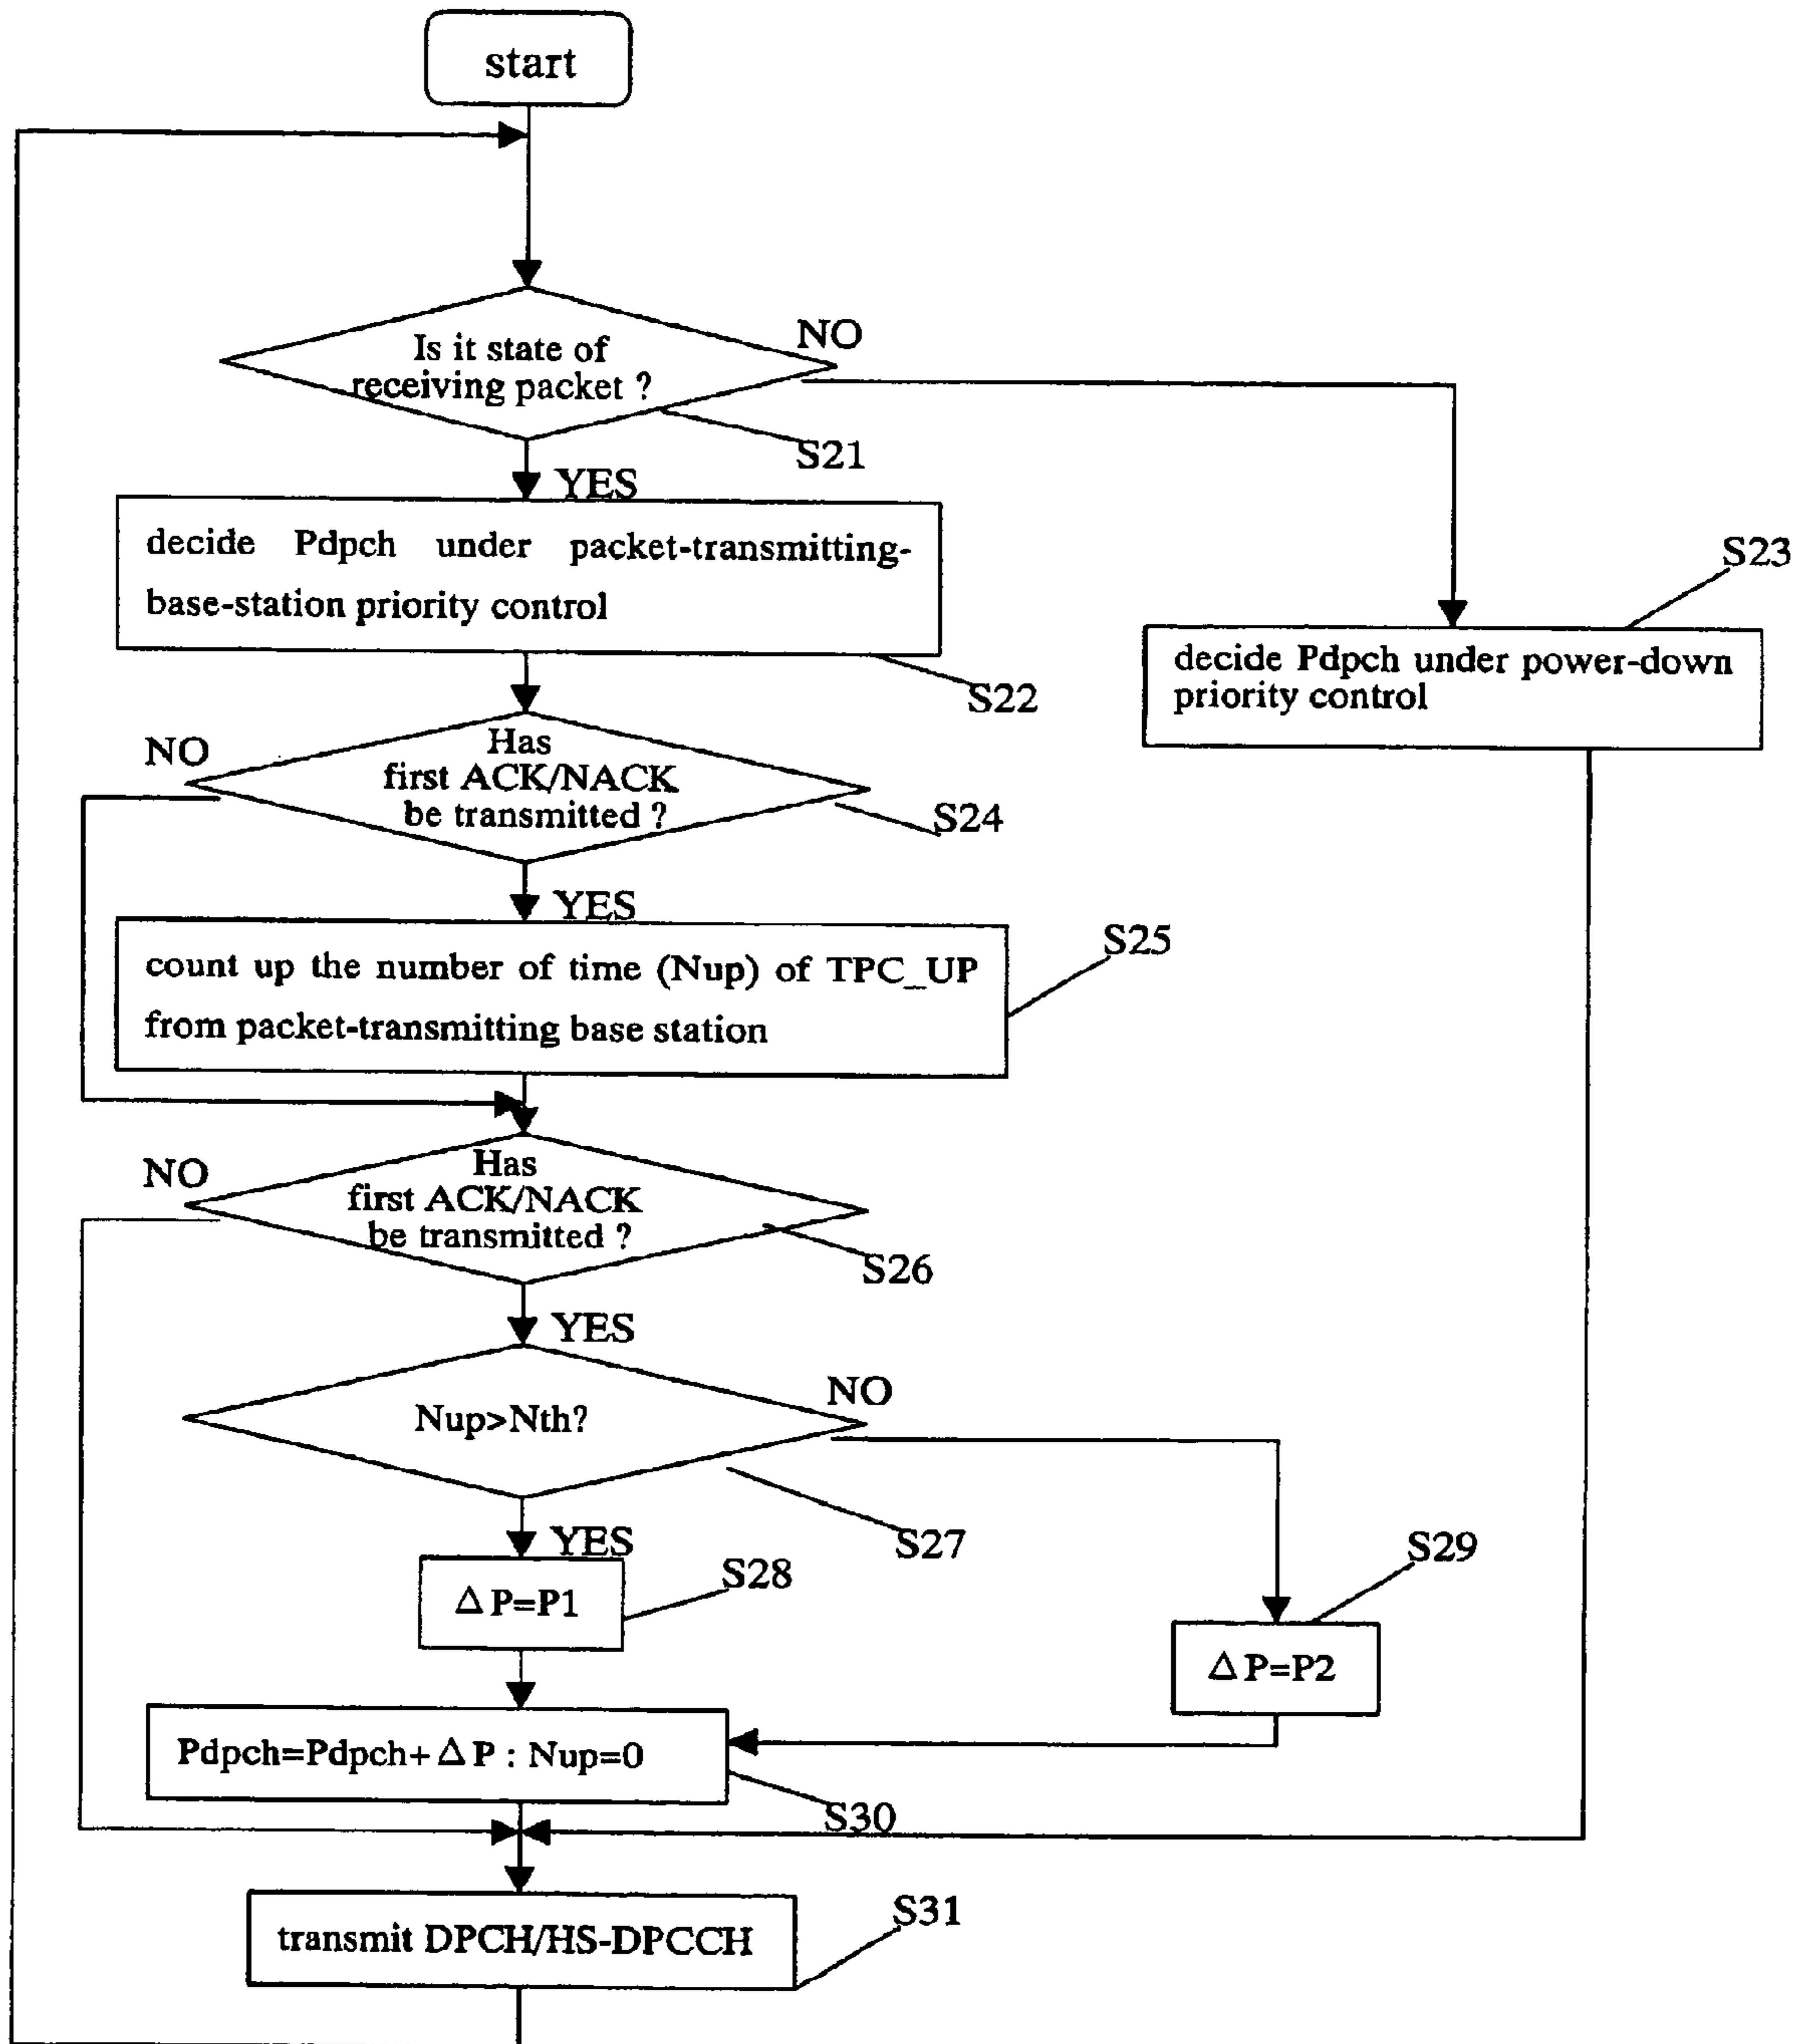 start
NO
Is it state of
receiving packet ?
S21
YES
decide Pdpch under packet-transmitting-
base-station priority control
S22
S23
decide Pdpch under power-down
priority control
NO
Has
first ACK/NACK
be transmitted ?
S24
YES
S25
count up the number of time (Nup) of TPC_UP
from packet-transmitting base station
NO
Has
first ACK/NACK
be transmitted ?
S26
YES
NO
Nup>Nth?
S27
YES
S28
△P=P1
S29
△P=P2
Pdpch=Pdpch+△P : Nup=0
S30
S31
transmit DPCH/HS-DPCCH